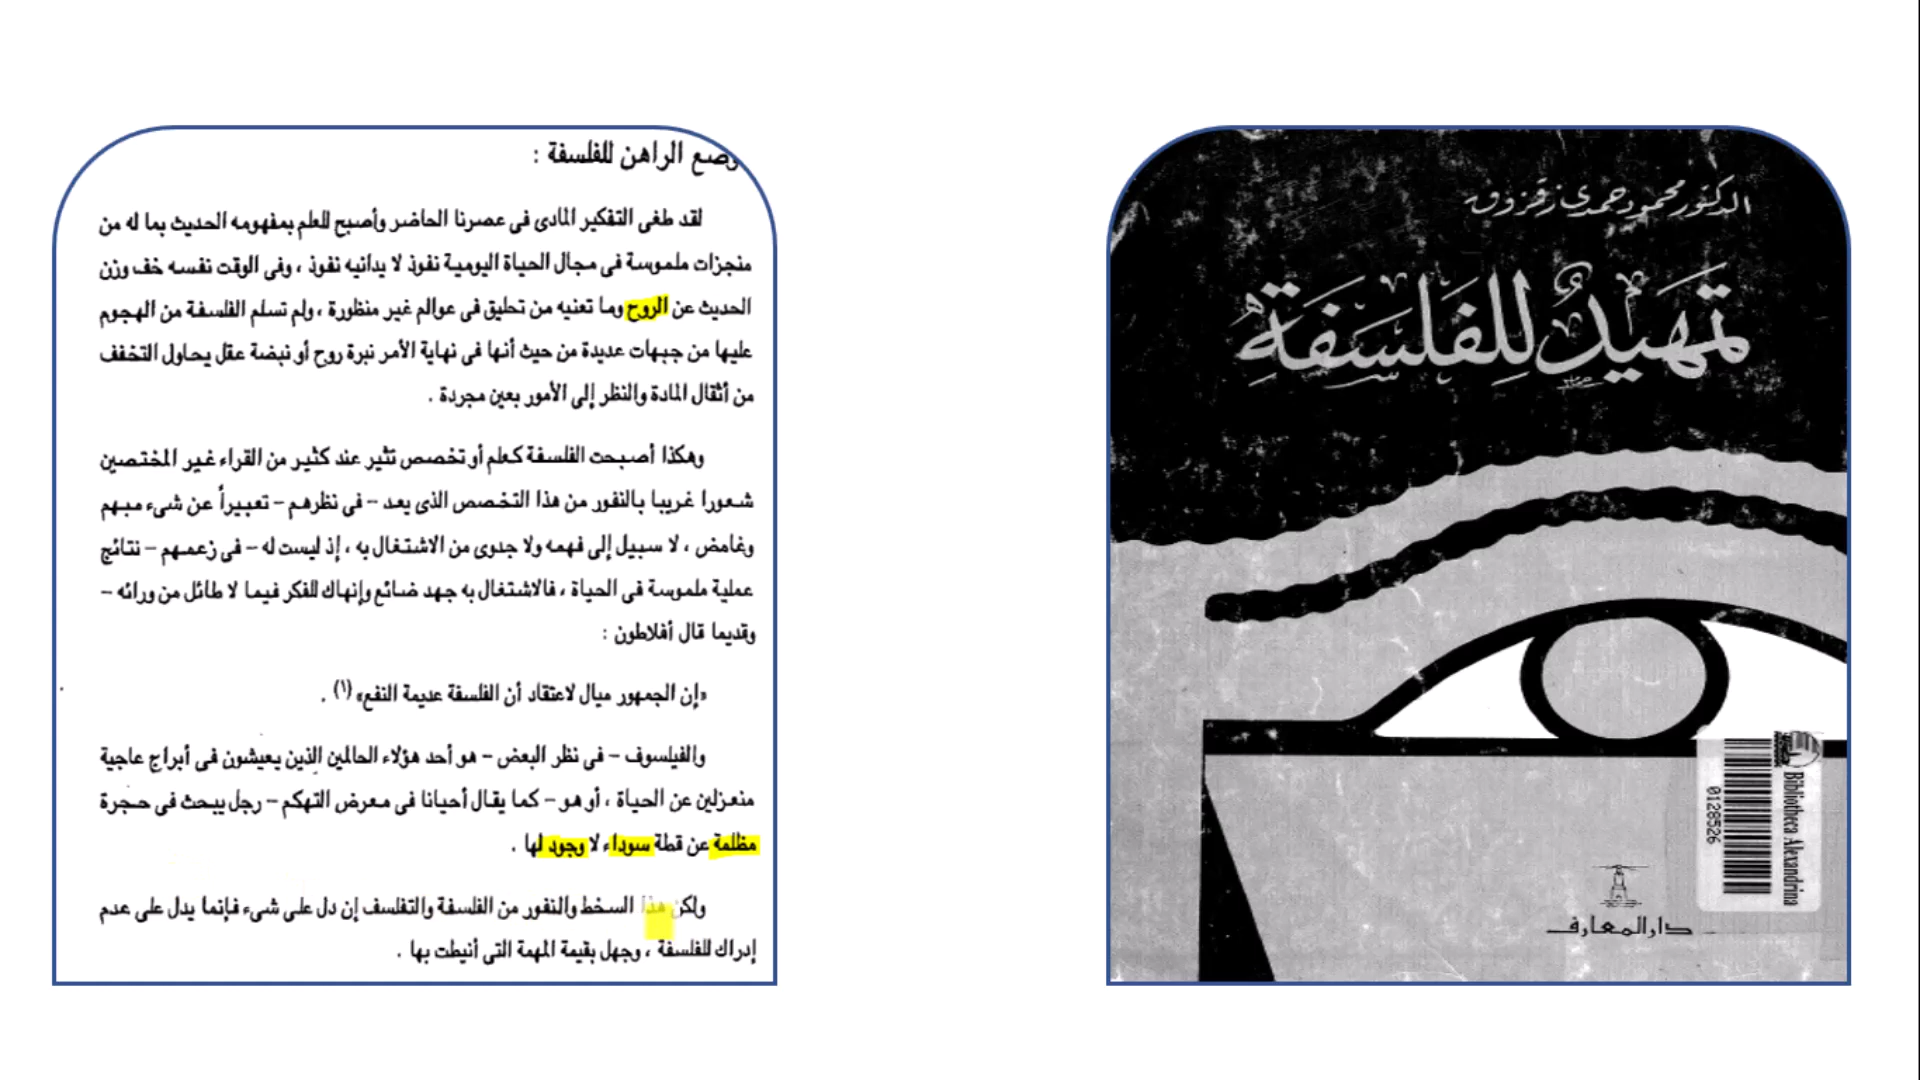 وضع الراهن للفلسفة :
لقد طغى التفكير المادى فى عصرنا الحاضر وأصبح للعلم بمفهومه الحديث بما له من
منجزات ملموسة فى مجال الحياة اليومية نفوذ لا يدانيه نفوذ ، وفى الوقت نفسه خف وزن
الحديث عن الروح وما تعنيه من تحليق فى عوالم غير منظورة ، ولم تسلم الفلسفة من الهجوم
عليها من جبهات عديدة من حيث أنها فى نهاية الأمر نبرة روح أو نبضة عقل يحاول التخفف
من أثقال المادة والنظر إلى الأمور بعين مجردة .
وهكذا أصبحت الفلسفة كعلم أو تخصص تثير عند كثير من القراء غير المختصين
شعورا غريبا بالنفور من هذا التخصص الذى يعد – فى نظرهم – تعبيراً عن شىء مبهم
وغامض ، لا سبيل إلى فهمه ولا جدوى من الاشتغال به ، إذ ليست له – فى زعمهم – نتائج
عملية ملموسة فى الحياة ، فالاشتغال به جهد ضائع وإنهاك للفكر فيما لا طائل من ورائه –
وقديما قال أفلاطون :
«إن الجمهور ميال لاعتقاد أن الفلسفة عديمة النفع» (١) .
والفيلسوف – فى نظر البعض – هو أحد هؤلاء الحالمين الذين يعيشون فى أبراج عاجية
منعزلين عن الحياة ، أو هو – كما يقال أحيانا فى معرض التهكم – رجل يبحث فى حجرة
مظلمة عن قطة سوداء لا وجود لها .
ولكن هذا السخط والنفور من الفلسفة والتفلسف إن دل على شىء فإنما يدل على عدم
إدراك للفلسفة ، وجهل بقيمة المهمة التى أنيطت بها .
الدكتور محمود حمدى زقزوق
تمهيدٌ للفلسفة
Bibliotheca Alexandrina
0128526
دار المعارف